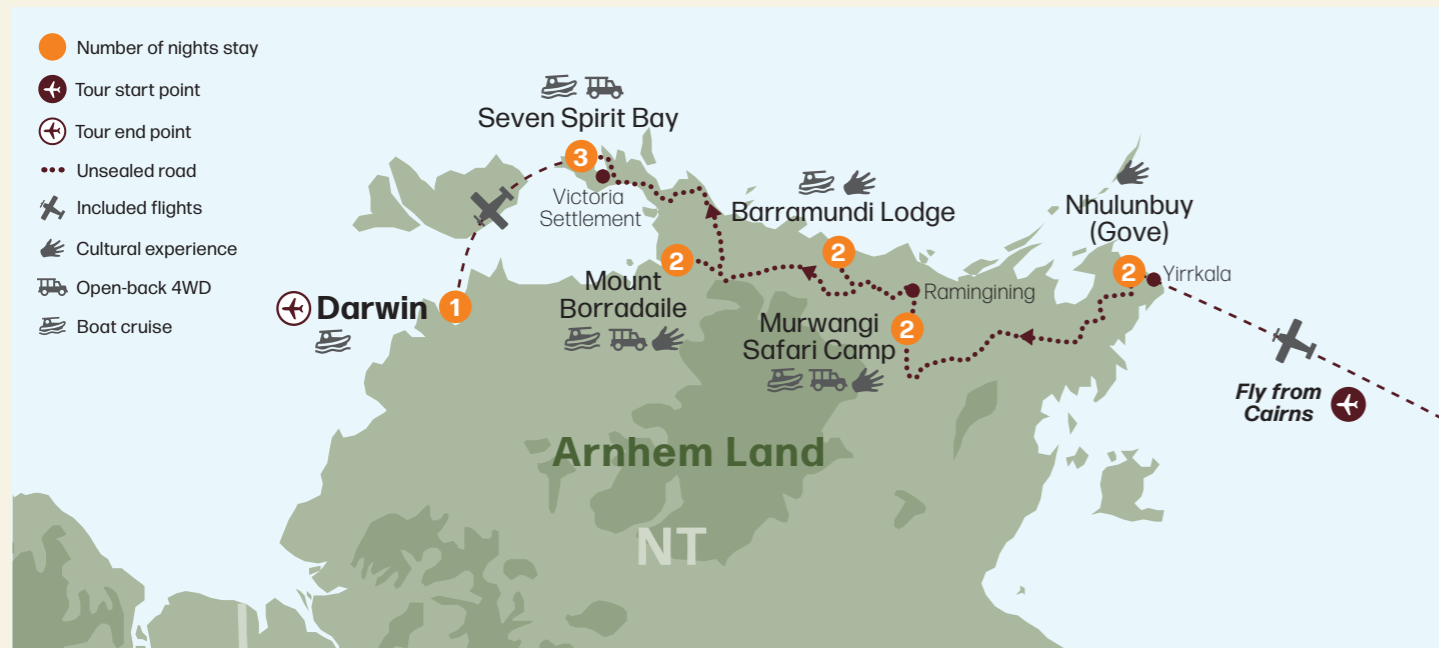 Number of nights stay
Tour start point
Tour end point
Unsealed road
Included flights
Cultural experience
Open-back 4WD
Boat cruise
Seven Spirit Bay
3
Victoria
Settlement
Barramundi Lodge
2
Nhulunbuy
(Gove)
2
Yirrkala
Mount
Borradaile
2
Darwin
1
Ramingining
Murwangi
Safari Camp
2
Fly from
Cairns
Arnhem Land
NT